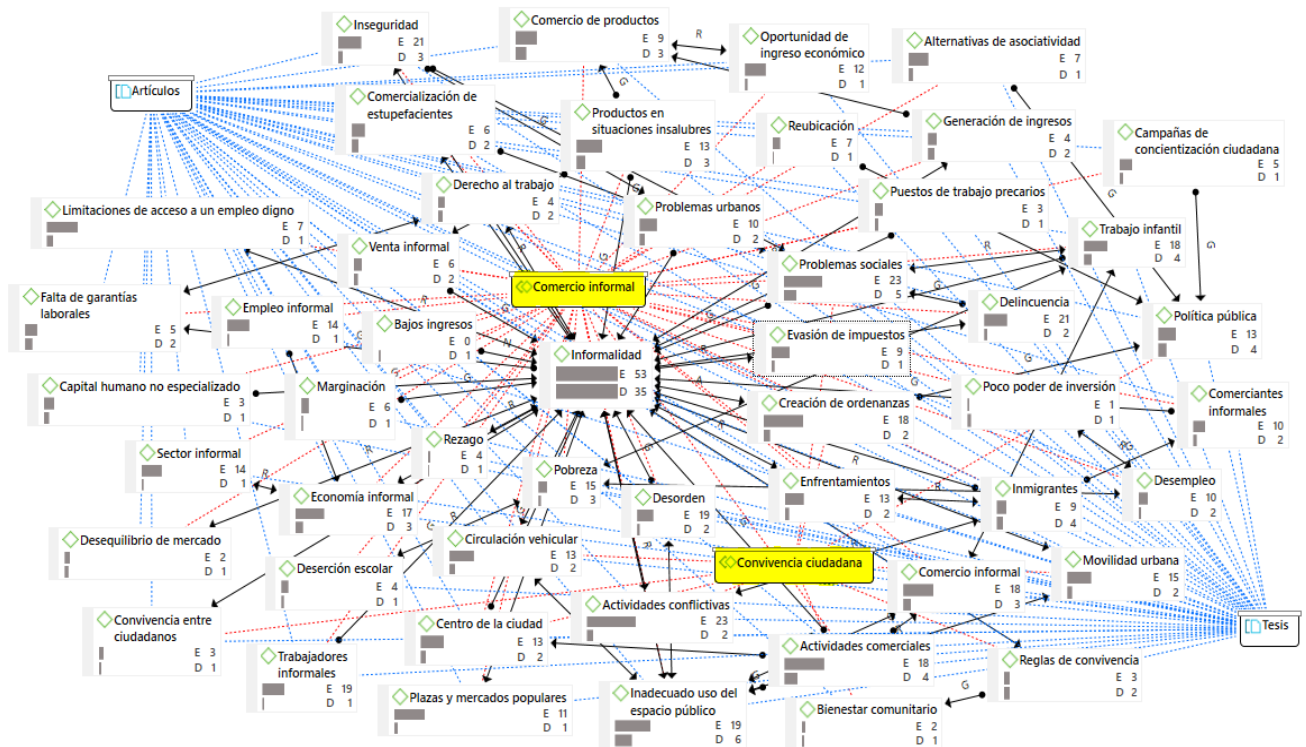 Inseguridad
E 21
D 3
Comercio de productos
E 9
D 3
Oportunidad de
ingreso económico
E 12
D 1
Alternativas de asociatividad
E 7
D 1
Artículos
Comercialización de
estupefacientes
E 6
D 2
Productos en
situaciones insalubres
E 13
D 3
Reubicación
E 7
D 1
Generación de ingresos
E 4
D 2
Campañas de
concientización ciudadana
E 5
D 1
Derecho al trabajo
E 4
D 2
Limitaciones de acceso a un empleo digno
E 7
D 1
Problemas urbanos
E 10
D 2
Puestos de trabajo precarios
E 3
D 1
Trabajo infantil
E 18
D 4
Venta informal
E 6
D 2
Problemas sociales
E 23
D 5
Comercio informal
Falta de garantías
laborales
E 5
D 2
Empleo informal
E 14
D 1
Bajos ingresos
E 0
D 1
Delincuencia
E 21
D 2
Política pública
E 13
D 4
Evasión de impuestos
E 9
D 1
Informalidad
E 53
D 35
Capital humano no especializado
E 3
D 1
Marginación
E 6
D 1
Poco poder de inversión
E 1
D 1
Comerciantes
informales
E 10
D 2
Creación de ordenanzas
E 18
D 2
Rezago
E 4
D 1
Sector informal
E 14
D 1
Pobreza
E 15
D 3
Enfrentamientos
E 13
D 2
Desempleo
E 10
D 2
Inmigrantes
E 9
D 4
Economía informal
E 17
D 3
Desorden
E 19
D 2
Desequilibrio de mercado
E 2
D 1
Circulación vehicular
E 13
D 2
Convivencia ciudadana
Movilidad urbana
E 15
D 2
Deserción escolar
E 4
D 1
Comercio informal
E 18
D 3
Actividades conflictivas
E 23
D 2
Convivencia entre
ciudadanos
E 3
D 1
Centro de la ciudad
E 13
D 2
Tesis
Actividades comerciales
E 18
D 4
Trabajadores
informales
E 19
D 1
Reglas de convivencia
E 3
D 2
Plazas y mercados populares
E 11
D 1
Inadecuado uso del
espacio público
E 19
D 6
Bienestar comunitario
E 2
D 1
R
G
G
G
R
N
R
G